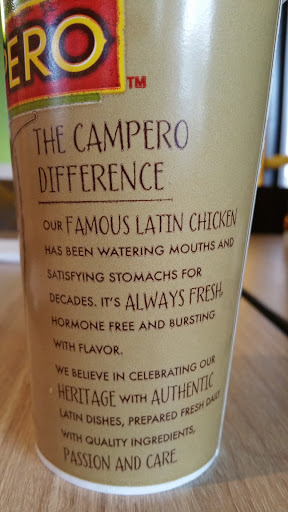 PERO
TM
THE CAMPERO
DIFFERENCE
OUR FAMOUS LATIN CHICKEN
HAS BEEN WATERING MOUTHS AND
SATISFYING STOMACHS FOR
DECADES. IT'S ALWAYS FRESH,
HORMONE FREE AND BURSTING
WITH FLAVOR.
WE BELIEVE IN CELEBRATING OUR
HERITAGE WITH AUTHENTIC
LATIN DISHES, PREPARED FRESH DAILY
WITH QUALITY INGREDIENTS,
PASSION AND CARE